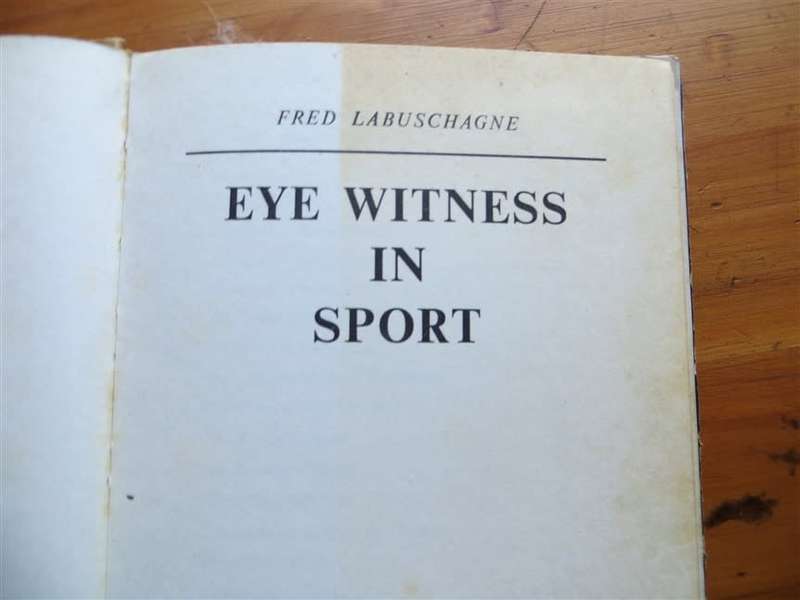 FRED LABUSCHAGNE
EYE WITNESS
IN
SPORT